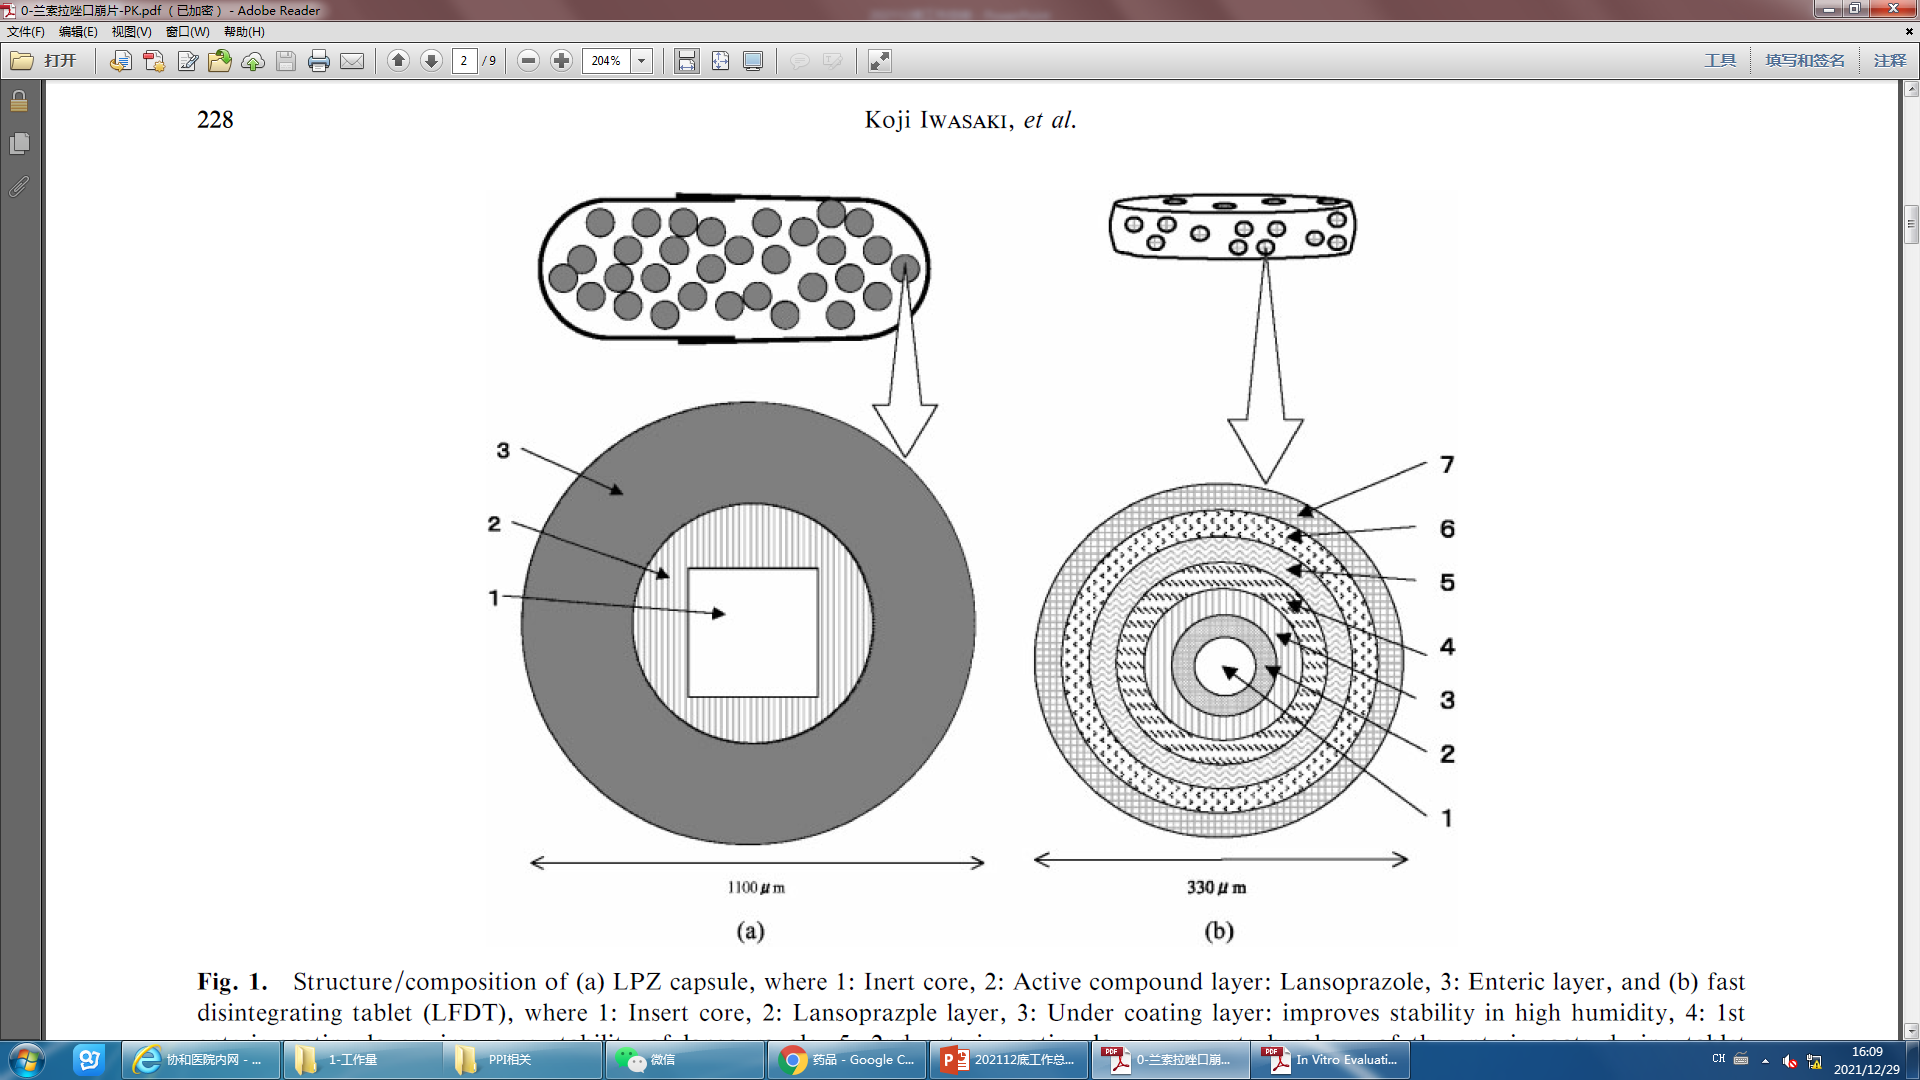 0-兰索拉唑口崩片-PK.pdf （已加密） - Adobe Reader
文件(F) 编辑(E) 视图(V) 窗口(W) 帮助(H)
打开 2 / 9 204% 工具 填写和签名 注释
228 Koji IWASAKI, et al.
3
2
1
7
6
5
4
3
2
1
1100μm 330μm
(a) (b)
Fig. 1. Structure/composition of (a) LPZ capsule, where 1: Inert core, 2: Active compound layer: Lansoprazole, 3: Enteric layer, and (b) fast
disintegrating tablet (LFDT), where 1: Insert core, 2: Lansoprazple layer, 3: Under coating layer: improves stability in high humidity, 4: 1st
协和医院内网 - ... 1-工作量 PPI相关 微信 药品 - Google C... 202112底工作总... 0-兰索拉唑口崩... In Vitro Evaluati... CH 16:09
2021/12/29